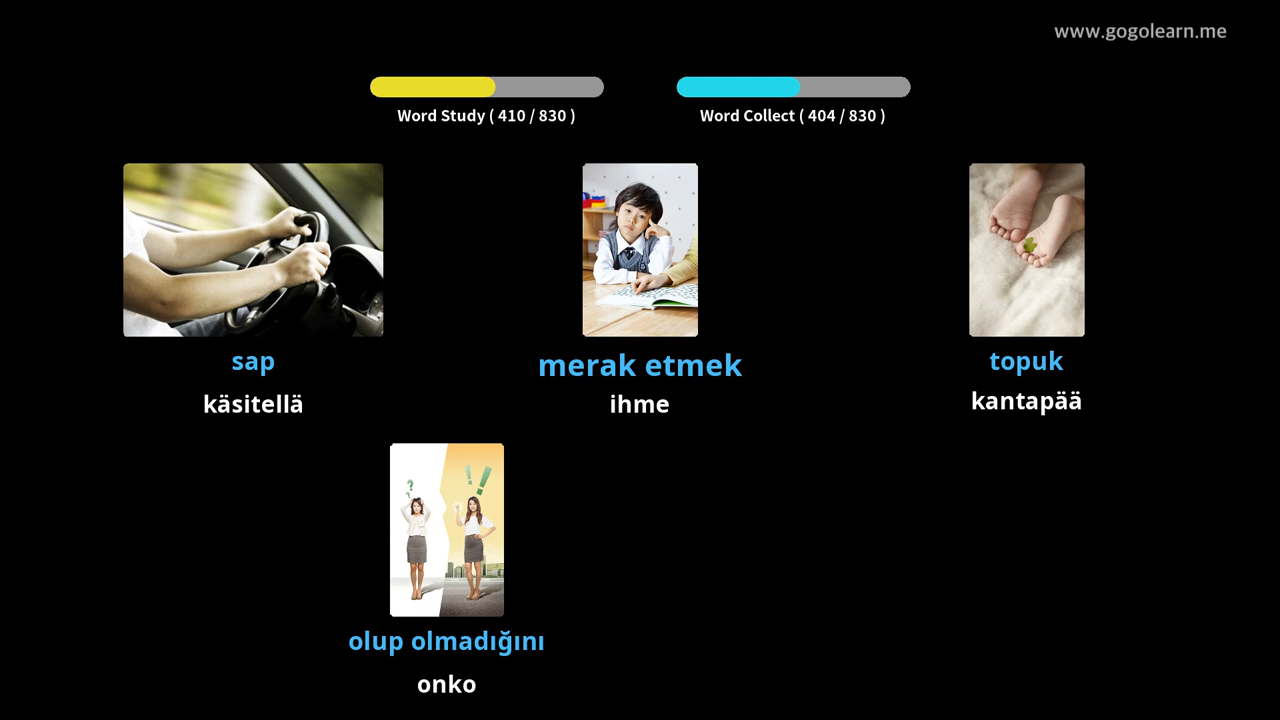 www.gogolearn.me
Word Study ( 410 / 830 )
Word Collect ( 404 / 830 )
sap
käsitellä
merak etmek
ihme
topuk
kantapää
olup olmadığını
onko